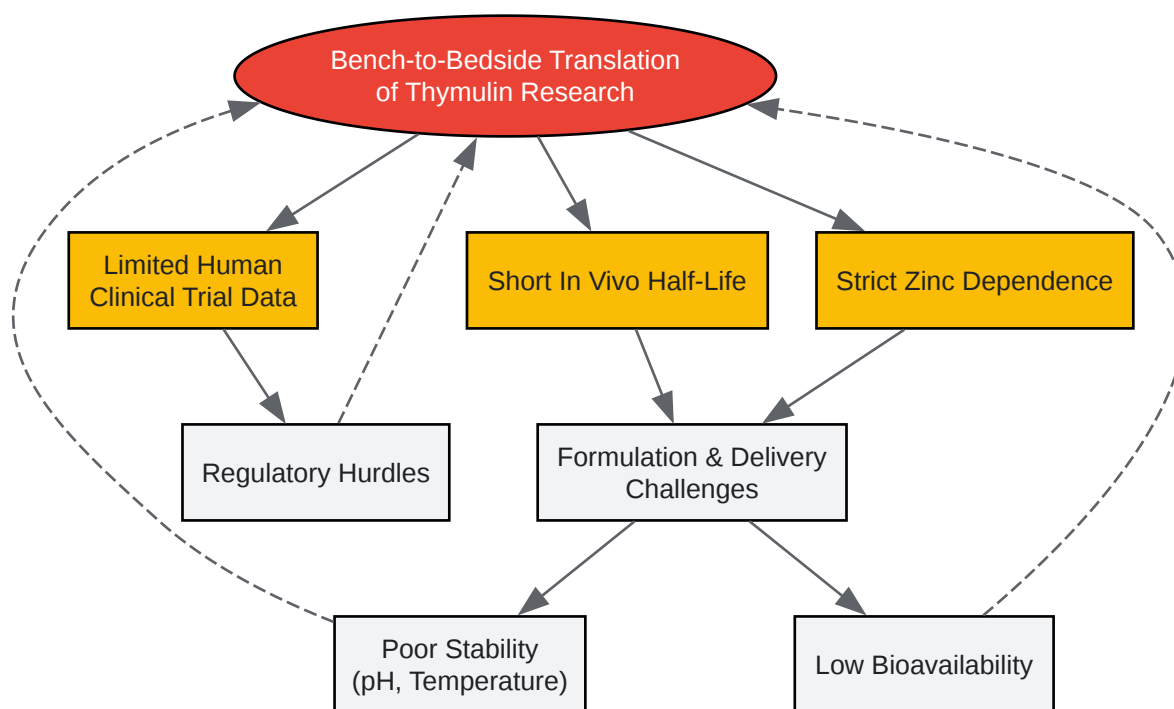 Bench-to-Bedside Translation
of Thymulin Research
Limited Human
Clinical Trial Data
Short In Vivo Half-Life
Strict Zinc Dependence
Regulatory Hurdles
Formulation & Delivery
Challenges
Poor Stability
(pH, Temperature)
Low Bioavailability